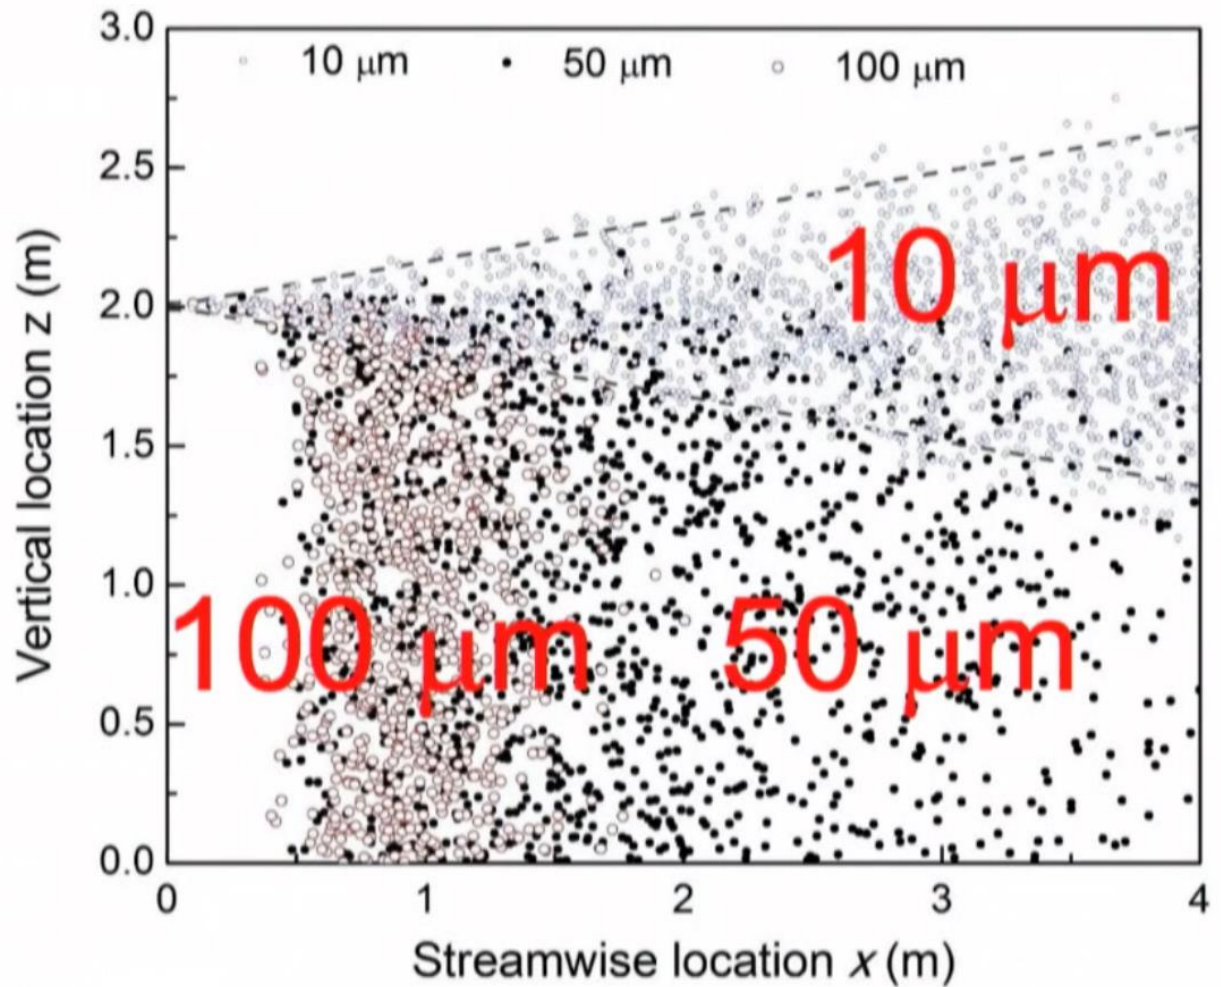 3.0
10 μm 50 μm 100 μm
2.5
10 μm
2.0
1.5
1.0
100 μm 50 μm
0.5
0.0
0 1 2 3 4
Vertical location z (m)
Streamwise location x (m)